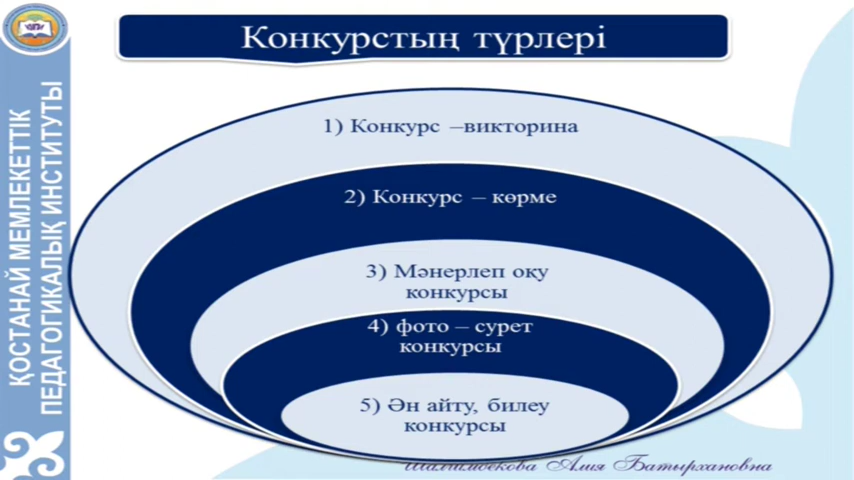 Конкурстың түрлері
ҚОСТАНАЙ МЕМЛЕКЕТТІК
ПЕДАГОГИКАЛЫҚ ИНСТИТУТЫ
1) Конкурс –викторина
2) Конкурс – көрме
3) Мәнерлеп оқу
конкурсы
4) фото – сурет
конкурсы
5) Ән айту, билеу
конкурсы
Алия Батырхановна